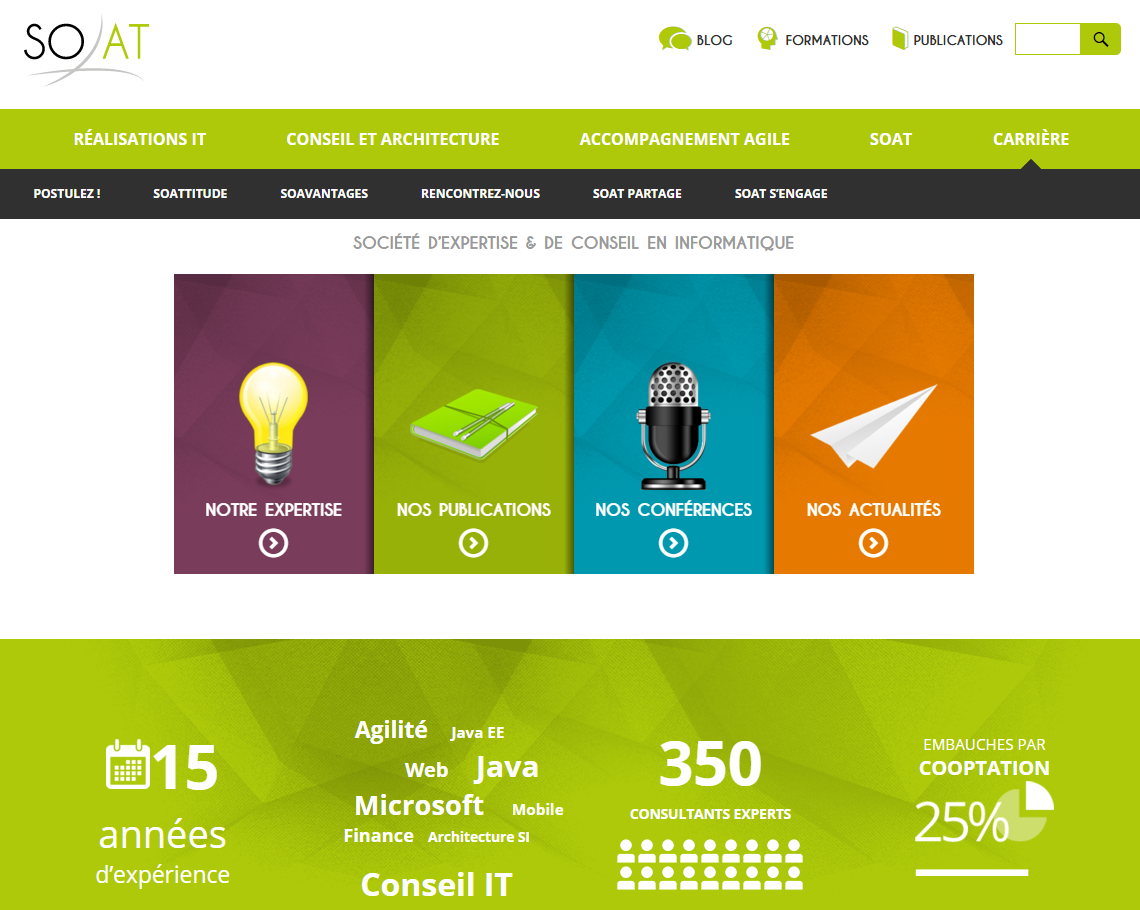 SO/AT
BLOG
FORMATIONS
PUBLICATIONS
RÉALISATIONS IT
CONSEIL ET ARCHITECTURE
ACCOMPAGNEMENT AGILE
SOAT
CARRIÈRE
POSTULEZ !
SOATTITUDE
SOAVANTAGES
RENCONTREZ-NOUS
SOAT PARTAGE
SOAT S’ENGAGE
SOCIÉTÉ D'EXPERTISE & DE CONSEIL EN INFORMATIQUE
NOTRE EXPERTISE
NOS PUBLICATIONS
NOS CONFÉRENCES
NOS ACTUALITÉS
15
années
d’expérience
Agilité
Java EE
Web
Java
Microsoft
Mobile
Finance
Architecture SI
Conseil IT
350
CONSULTANTS EXPERTS
EMBAUCHES PAR
COOPTATION
25%